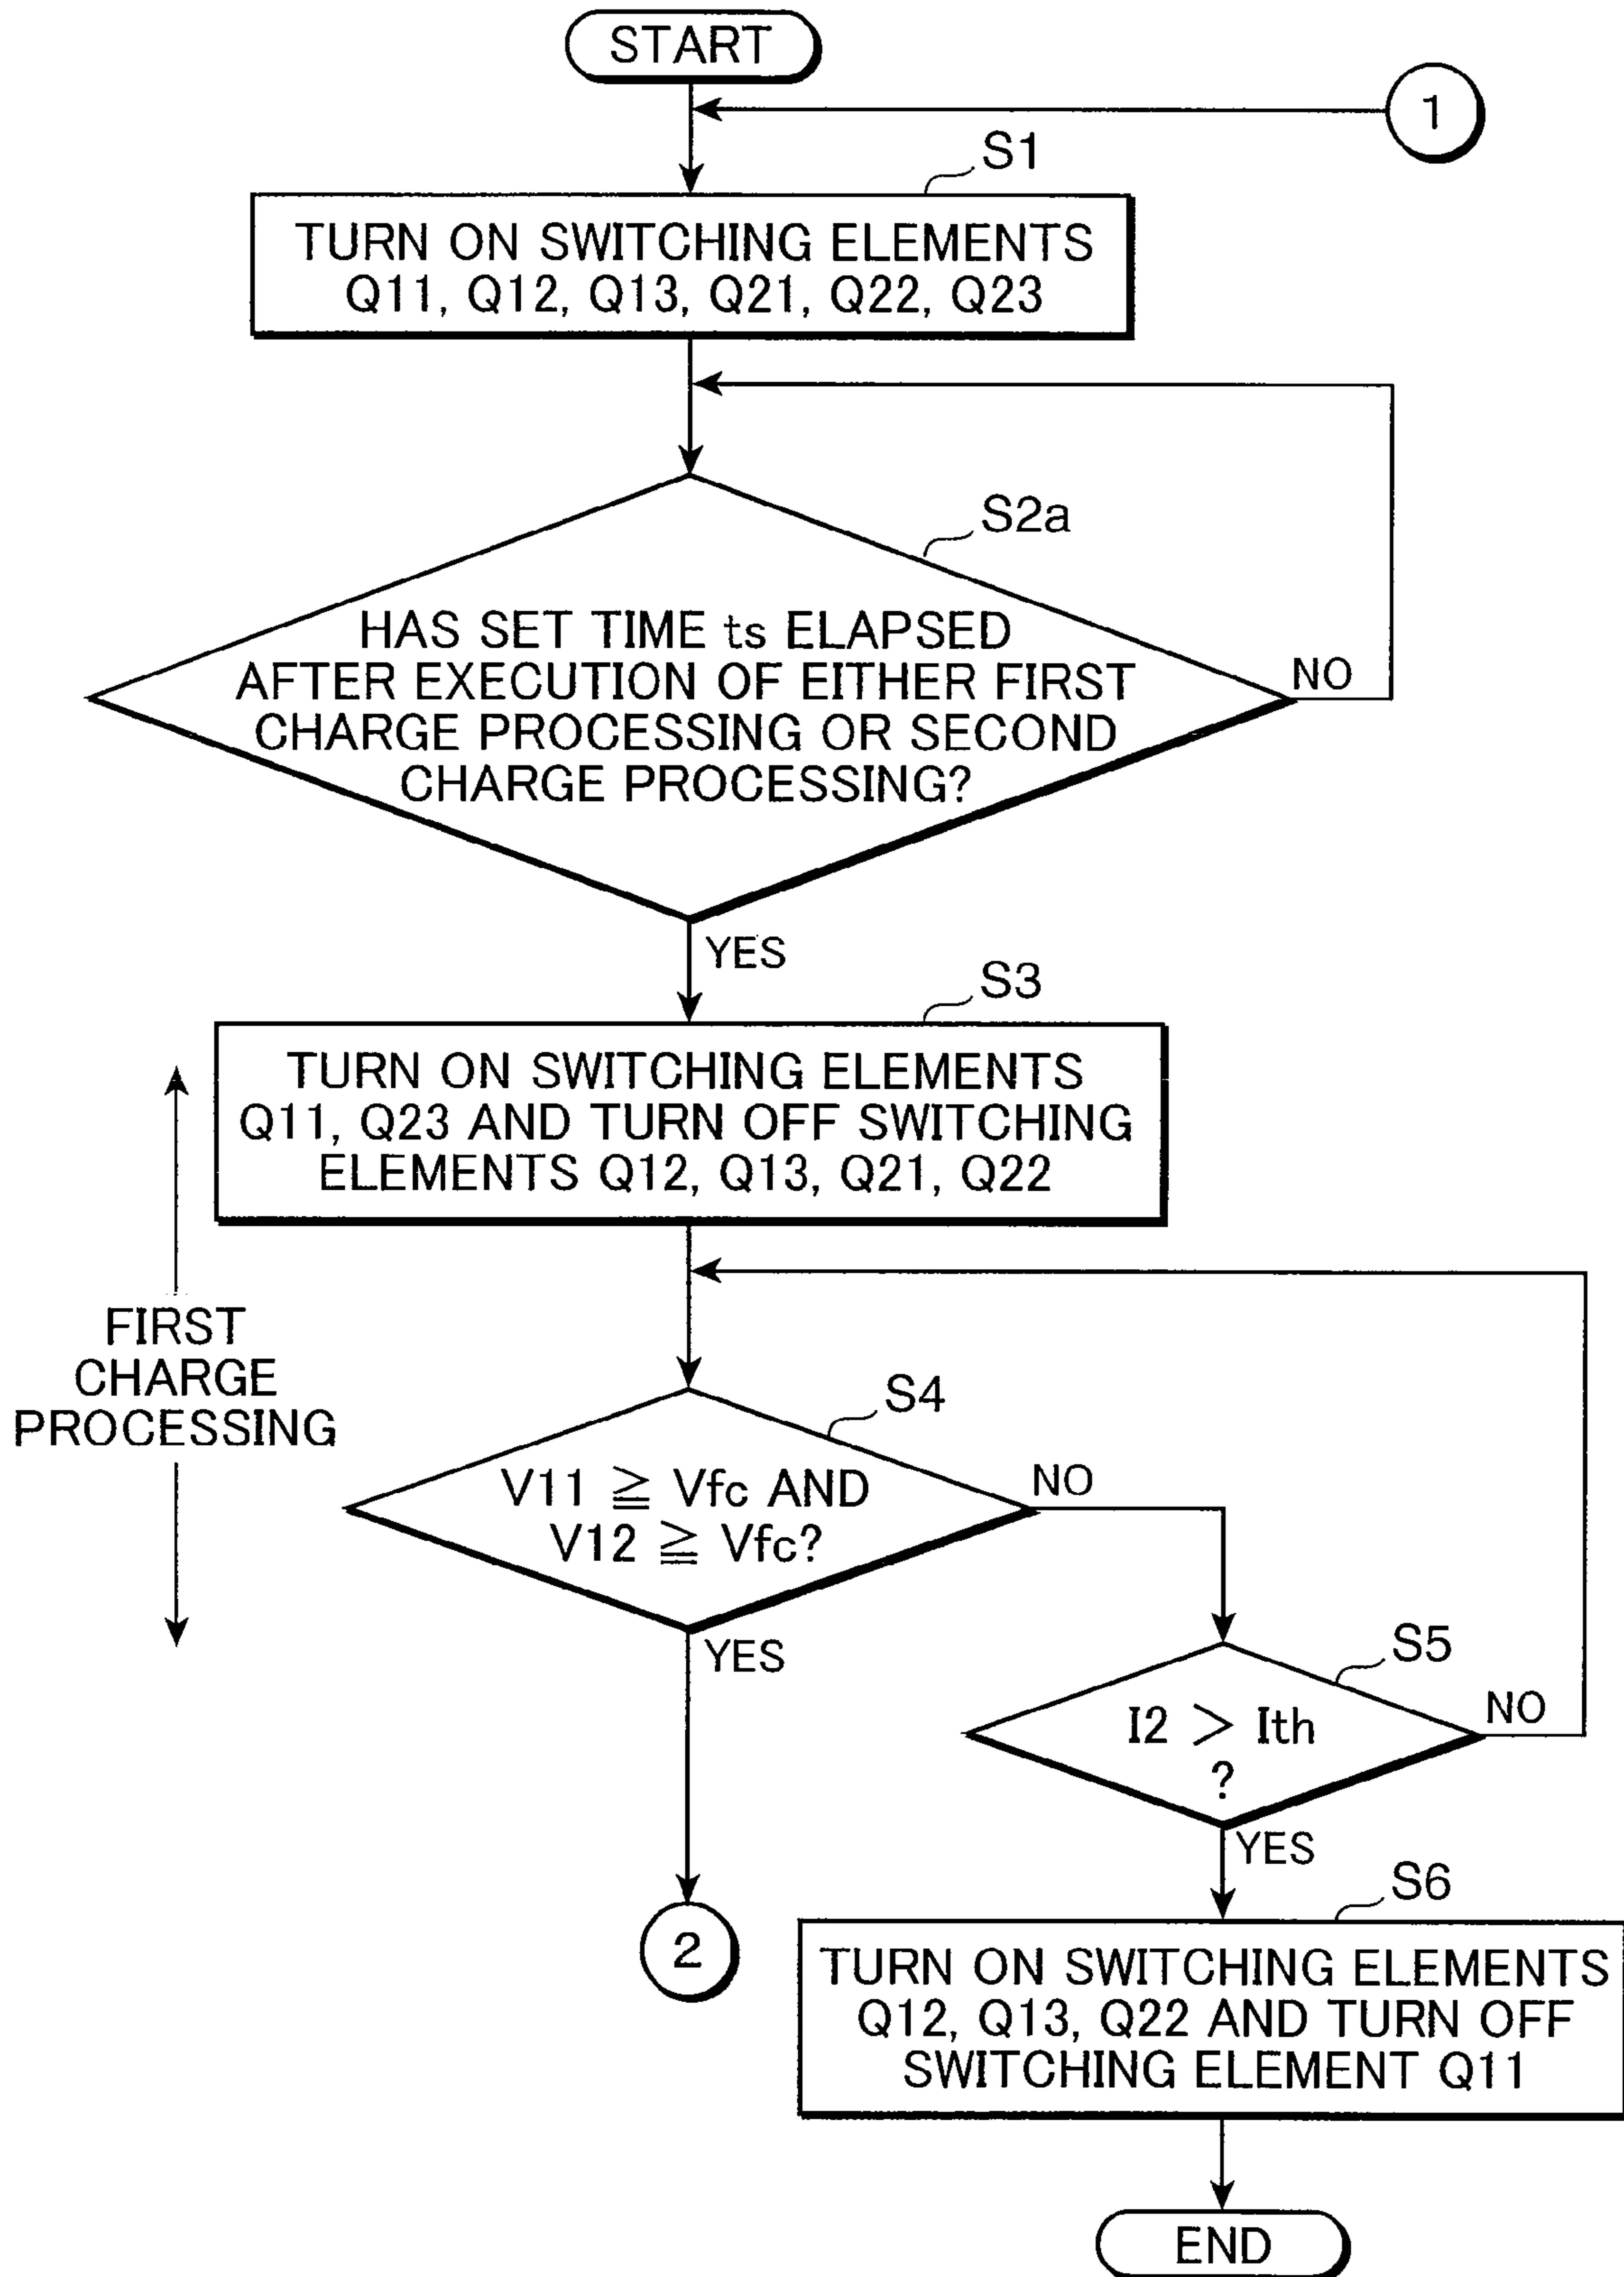 START
1
S1
TURN ON SWITCHING ELEMENTS
Q11, Q12, Q13, Q21, Q22, Q23
S2a
HAS SET TIME ts ELAPSED
AFTER EXECUTION OF EITHER FIRST
CHARGE PROCESSING OR SECOND
CHARGE PROCESSING?
NO
YES
S3
TURN ON SWITCHING ELEMENTS
Q11, Q23 AND TURN OFF SWITCHING
ELEMENTS Q12, Q13, Q21, Q22
FIRST
CHARGE
PROCESSING
S4
V11 ≧ Vfc AND
V12 ≧ Vfc?
NO
YES
S5
I2 > Ith
?
NO
YES
2
S6
TURN ON SWITCHING ELEMENTS
Q12, Q13, Q22 AND TURN OFF
SWITCHING ELEMENT Q11
END